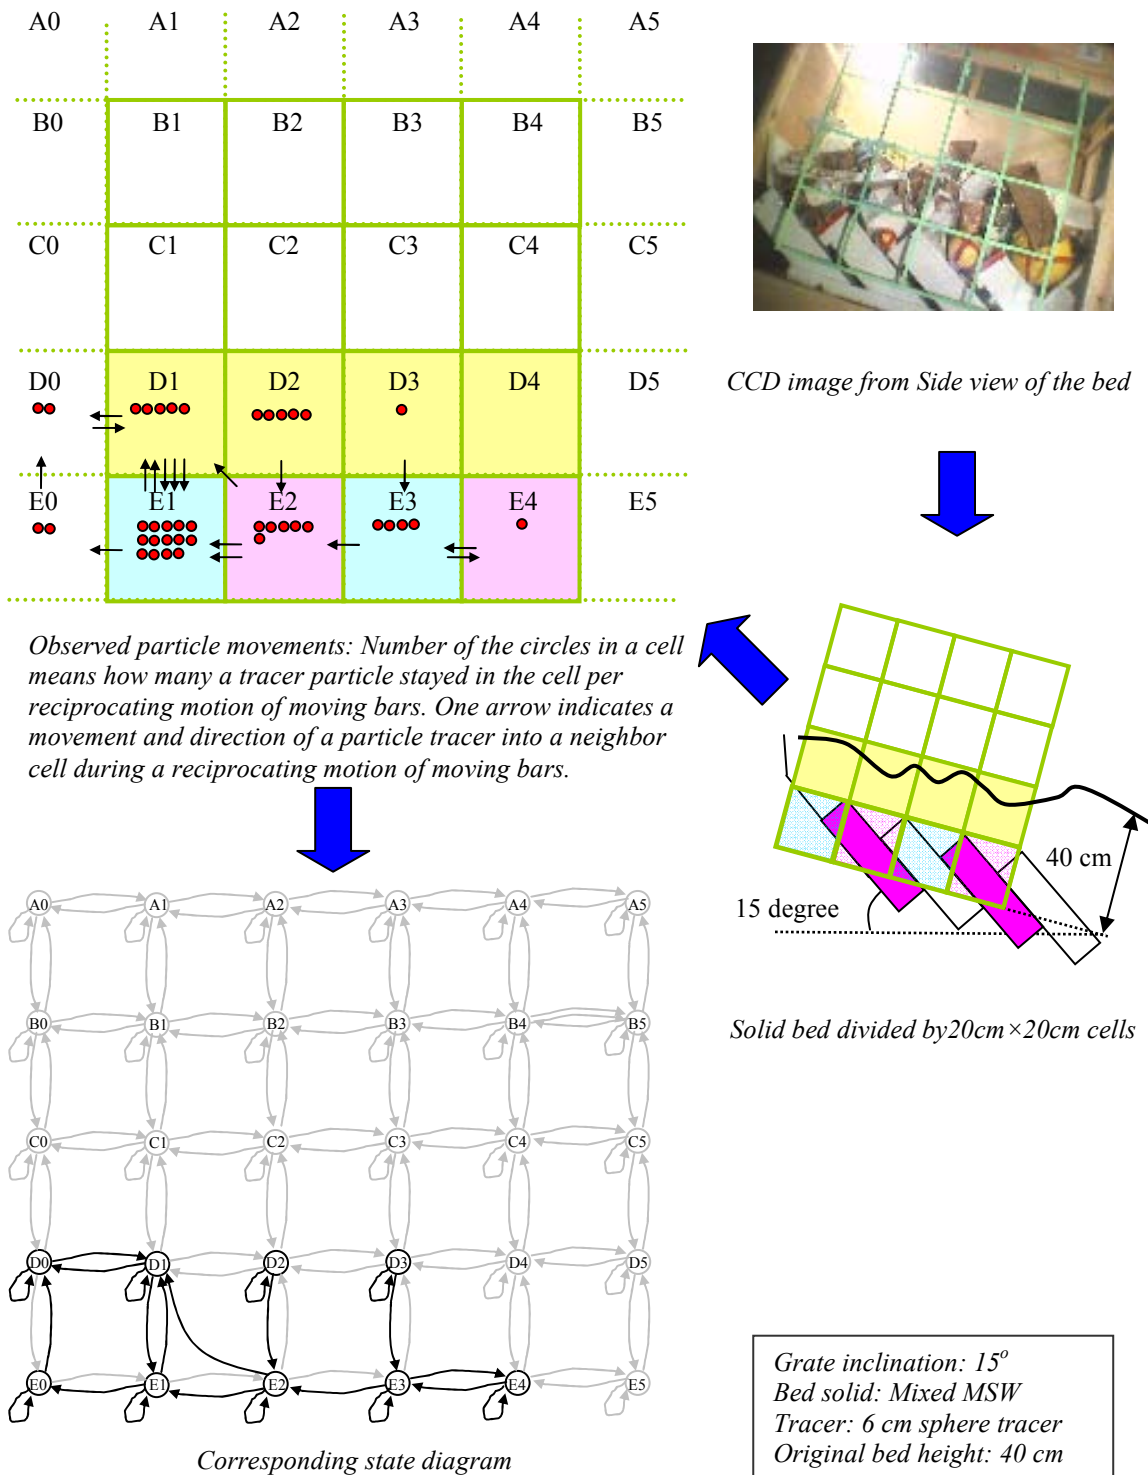 A0 A1 A2 A3 A4 A5
B0 B1 B2 B3 B4 B5
C0 C1 C2 C3 C4 C5
D0 D1 D2 D3 D4 D5
E0 E1 E2 E3 E4 E5
CCD image from Side view of the bed
Observed particle movements: Number of the circles in a cell
means how many a tracer particle stayed in the cell per
reciprocating motion of moving bars. One arrow indicates a
movement and direction of a particle tracer into a neighbor
cell during a reciprocating motion of moving bars.
40 cm
15 degree
Solid bed divided by20cm×20cm cells
A0 A1 A2 A3 A4 A5
B0 B1 B2 B3 B4 B5
C0 C1 C2 C3 C4 C5
D0 D1 D2 D3 D4 D5
E0 E1 E2 E3 E4 E5
Corresponding state diagram
Grate inclination: 15°
Bed solid: Mixed MSW
Tracer: 6 cm sphere tracer
Original bed height: 40 cm